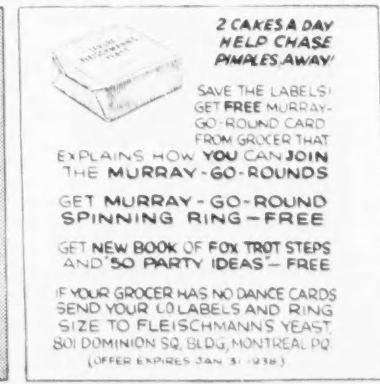 FLEISCHMANN'S
YEAST
2 CAKES A DAY
HELP CHASE
PIMPLES AWAY!
SAVE THE LABELS!
GET FREE MURRAY-
GO-ROUND CARD
FROM GROCER THAT
EXPLAINS HOW YOU CAN JOIN
THE MURRAY-GO-ROUNDS
GET MURRAY-GO-ROUND
SPINNING RING-FREE
GET NEW BOOK OF FOX TROT STEPS
AND "50 PARTY IDEAS"- FREE
IF YOUR GROCER HAS NO DANCE CARDS
SEND YOUR LABELS AND RING
SIZE TO FLEISCHMANN'S YEAST,
801 DOMINION SQ. BLDG, MONTREAL PQ.
(OFFER EXPIRES JAN 31-1938)